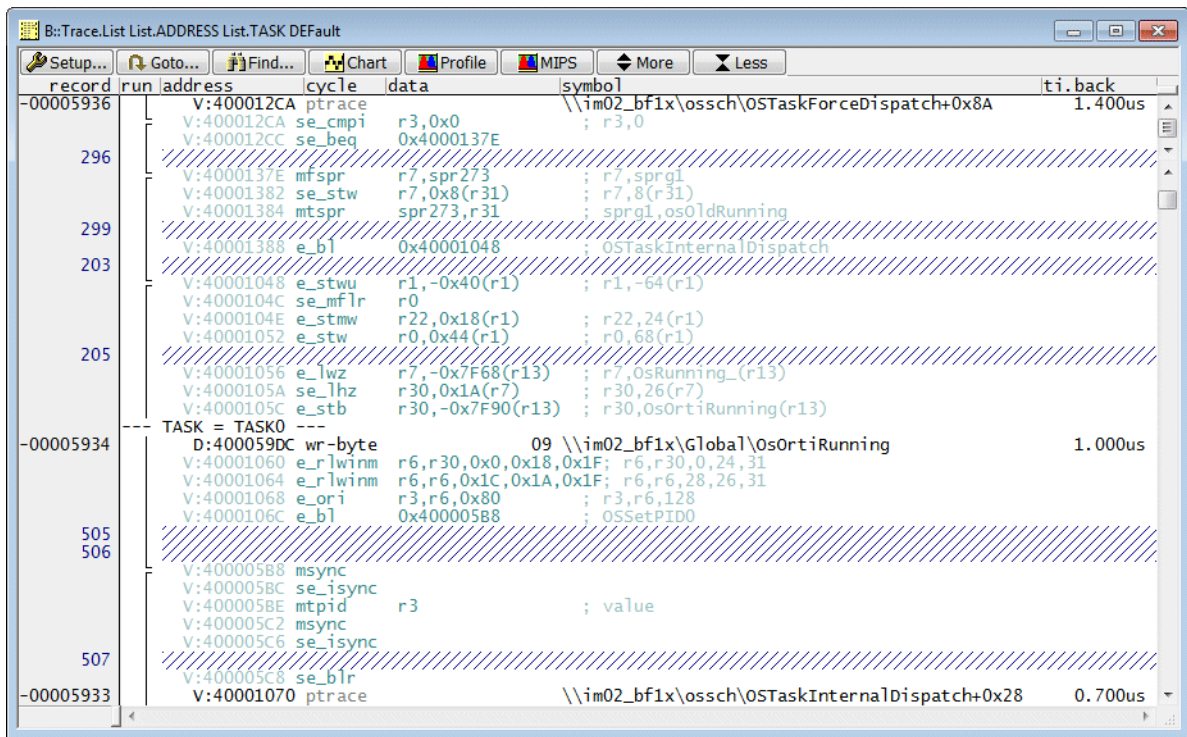 B::Trace.List List.ADDRESS List.TASK DEFault
Setup... Goto... Find... Chart Profile MIPS More Less
record run address cycle data symbol ti.back
-00005936 V:400012CA ptrace \\im02_bf1x\ossch\OSTaskForceDispatch+0x8A 1.400us
V:400012CA se_cmpi r3,0x0 ; r3,0
V:400012CC se_beq 0x4000137E
296
V:4000137E mfspr r7,spr273 ; r7,sprg1
V:40001382 se_stw r7,0x8(r31) ; r7,8(r31)
V:40001384 mtspr spr273,r31 ; sprg1,osOldRunning
299
V:40001388 e_bl 0x40001048 ; OSTaskInternalDispatch
203
V:40001048 e_stwu r1,-0x40(r1) ; r1,-64(r1)
V:4000104C se_mflr r0
V:4000104E e_stmw r22,0x18(r1) ; r22,24(r1)
V:40001052 e_stw r0,0x44(r1) ; r0,68(r1)
205
V:40001056 e_lwz r7,-0x7F68(r13) ; r7,OsRunning_(r13)
V:4000105A se_lhz r30,0x1A(r7) ; r30,26(r7)
V:4000105C e_stb r30,-0x7F90(r13) ; r30,OsOrtiRunning(r13)
--- TASK = TASK0 ---
-00005934 D:400059DC wr-byte 09 \\im02_bf1x\Global\OsOrtiRunning 1.000us
V:40001060 e_rlwinm r6,r30,0x0,0x18,0x1F; r6,r30,0,24,31
V:40001064 e_rlwinm r6,r6,0x1C,0x1A,0x1F; r6,r6,28,26,31
V:40001068 e_ori r3,r6,0x80 ; r3,r6,128
V:4000106C e_bl 0x400005B8 ; OSSetPID0
505
506
V:400005B8 msync
V:400005BC se_isync
V:400005BE mtpid r3 ; value
V:400005C2 msync
V:400005C6 se_isync
507
V:400005C8 se_blr
-00005933 V:40001070 ptrace \\im02_bf1x\ossch\OSTaskInternalDispatch+0x28 0.700us